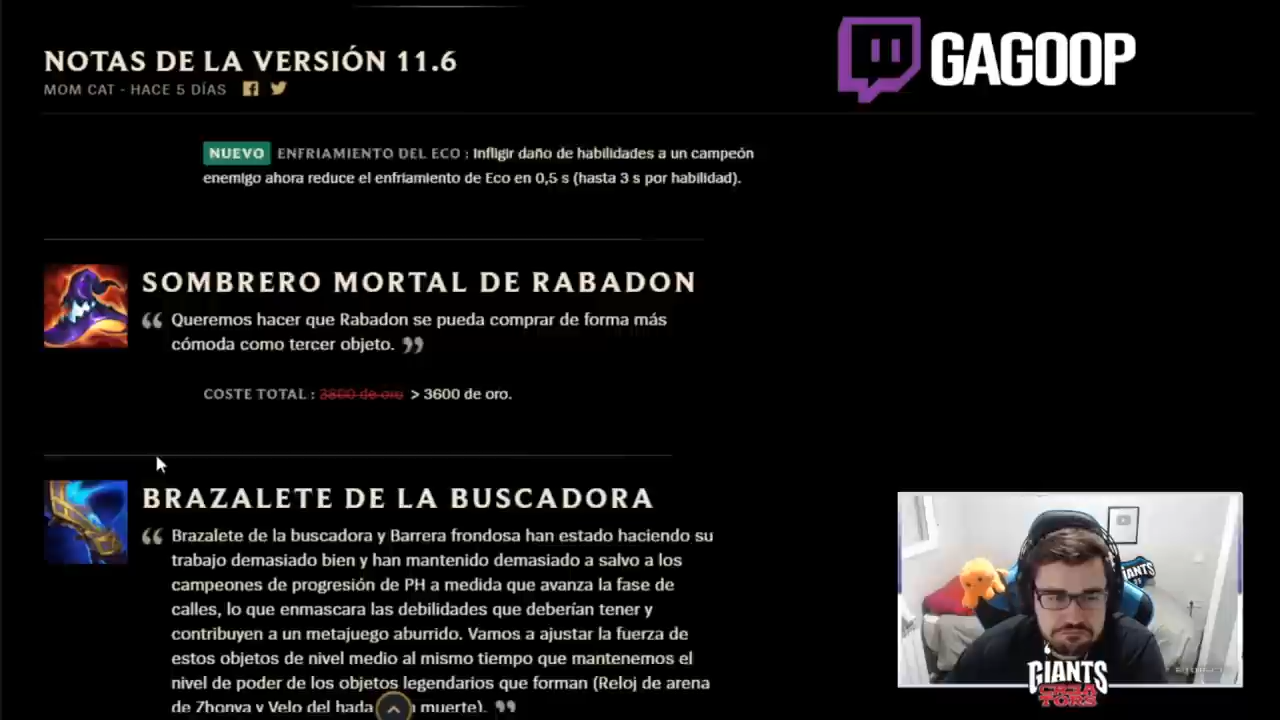 NOTAS DE LA VERSIÓN 11.6
MOM CAT - HACE 5 DÍAS
GAGOOP
NUEVO ENFRIAMIENTO DEL ECO : Infligir daño de habilidades a un campeón
enemigo ahora reduce el enfriamiento de Eco en 0,5 s (hasta 3 s por habilidad).
SOMBRERO MORTAL DE RABADON
“ Queremos hacer que Rabadon se pueda comprar de forma más
cómoda como tercer objeto. ”
COSTE TOTAL : 3800 de oro > 3600 de oro.
BRAZALETE DE LA BUSCADORA
“ Brazalete de la buscadora y Barrera frondosa han estado haciendo su
trabajo demasiado bien y han mantenido demasiado a salvo a los
campeones de progresión de PH a medida que avanza la fase de
calles, lo que enmascara las debilidades que deberían tener y
contribuyen a un metajuego aburrido. Vamos a ajustar la fuerza de
estos objetos de nivel medio al mismo tiempo que mantenemos el
nivel de poder de los objetos legendarios que forman (Reloj de arena
de Zhonya y Velo del hada muerte). ”
GIANTS
GIANTS
CREATORS